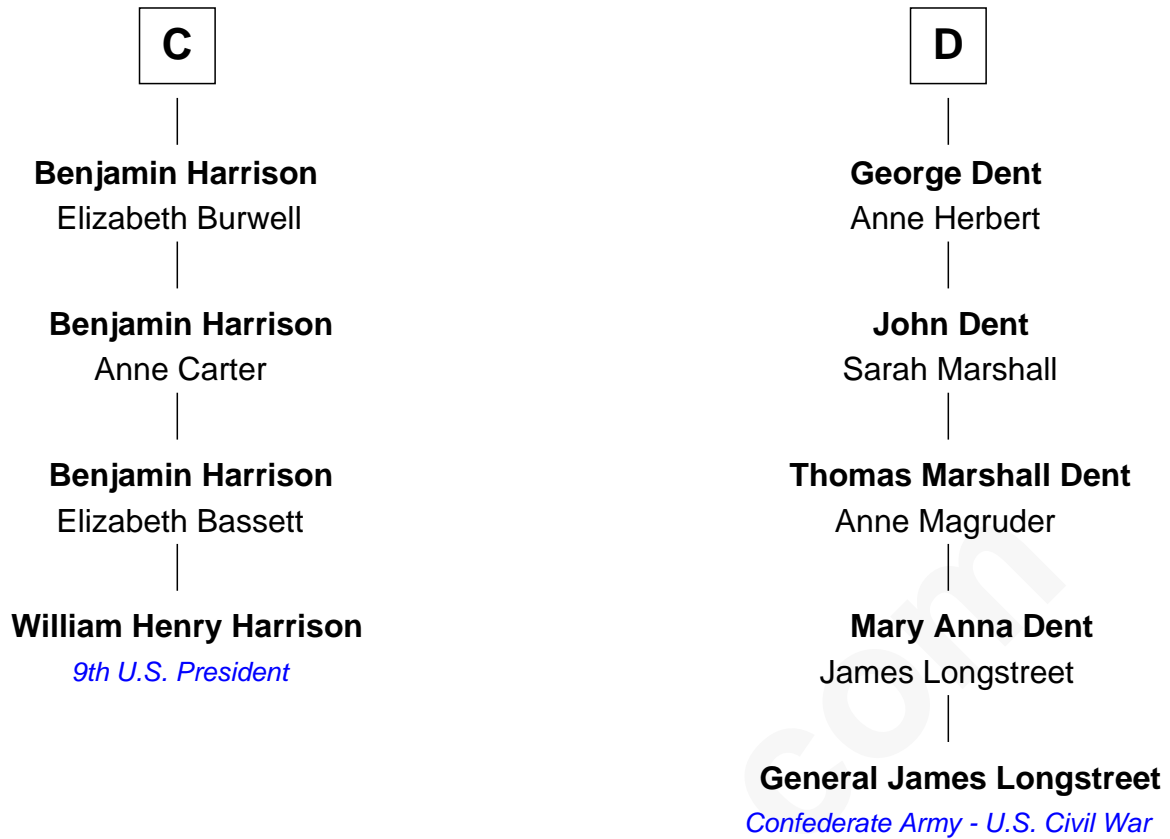 C
Benjamin Harrison
Elizabeth Burwell
Benjamin Harrison
Anne Carter
Benjamin Harrison
Elizabeth Bassett
William Henry Harrison
9th U.S. President
D
George Dent
Anne Herbert
John Dent
Sarah Marshall
Thomas Marshall Dent
Anne Magruder
Mary Anna Dent
James Longstreet
General James Longstreet
Confederate Army - U.S. Civil War
com